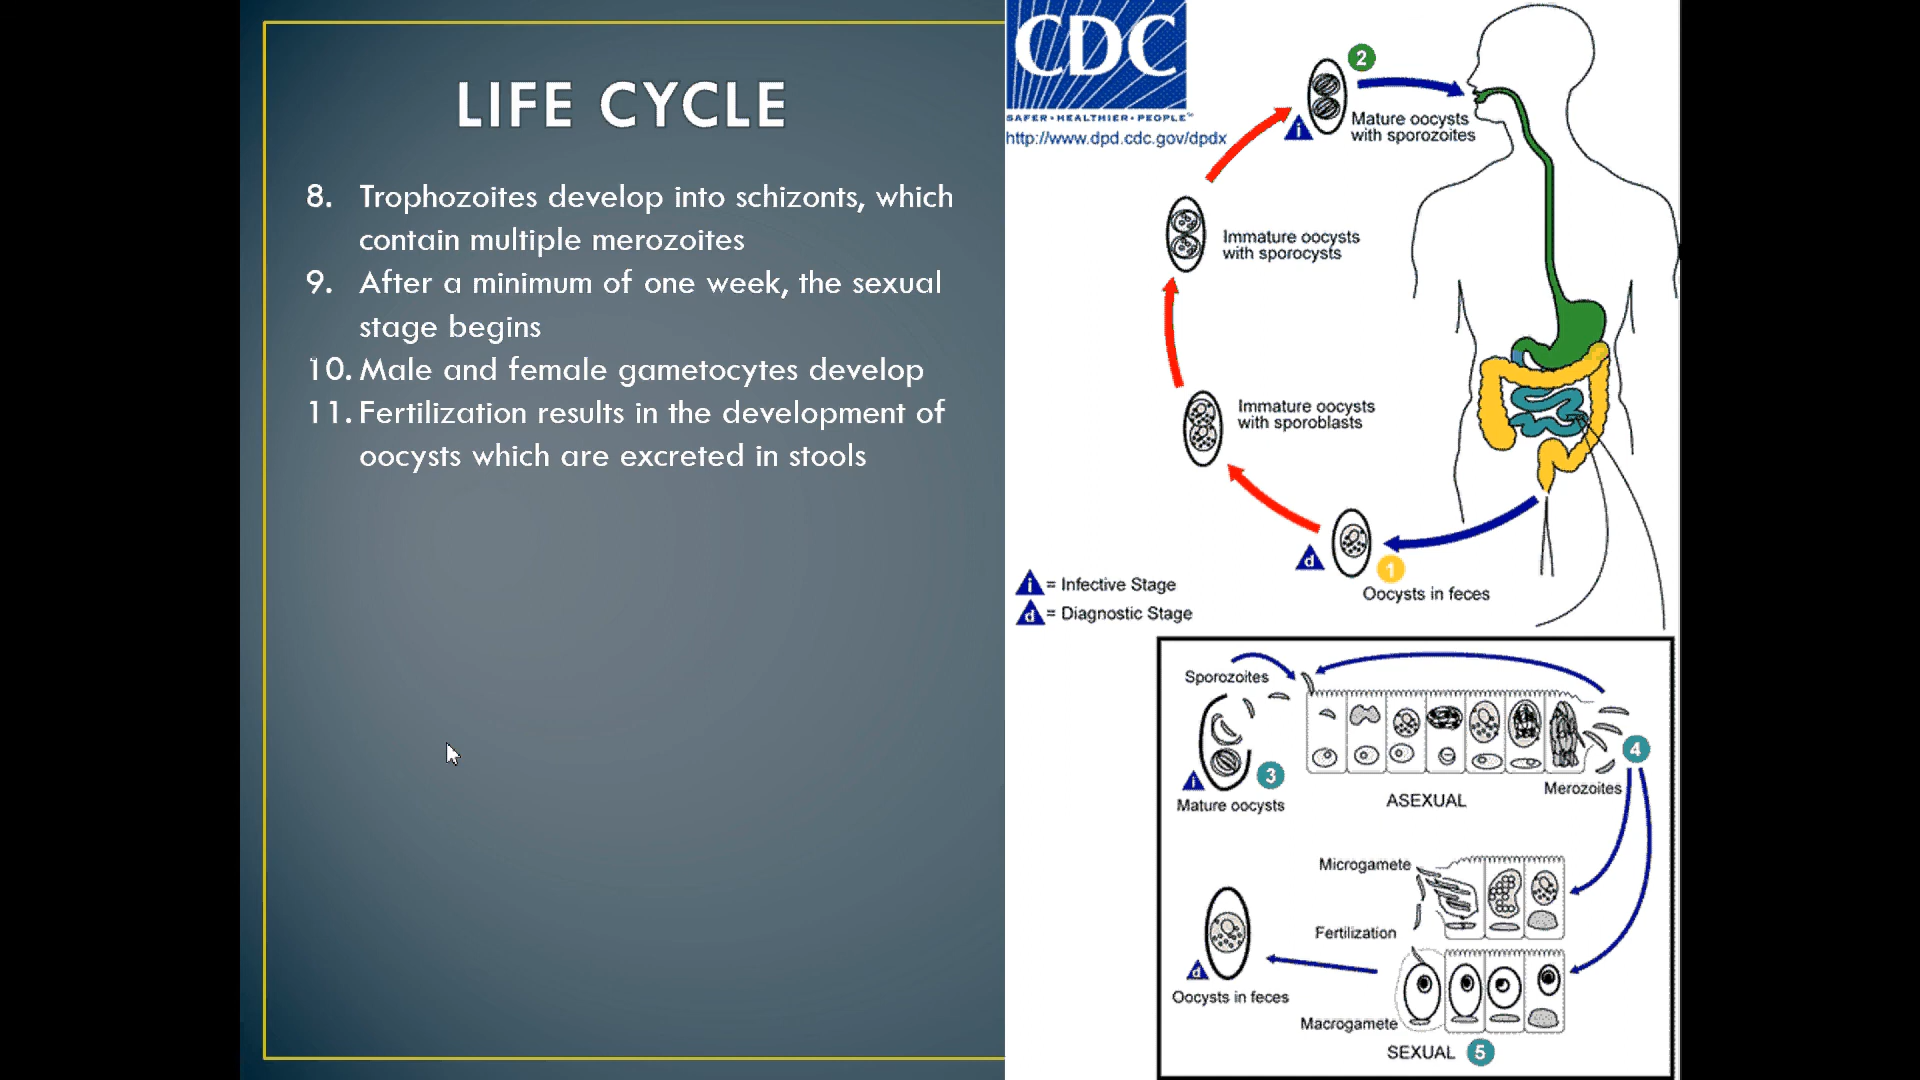 LIFE CYCLE
8. Trophozoites develop into schizonts, which
contain multiple merozoites
9. After a minimum of one week, the sexual
stage begins
10. Male and female gametocytes develop
11. Fertilization results in the development of
oocysts which are excreted in stools
CDC
SAFER•HEALTHIER•PEOPLE™
http://www.dpd.cdc.gov/dpdx
2
i
Mature oocysts
with sporozoites
Immature oocysts
with sporocysts
Immature oocysts
with sporoblasts
d
1
Oocysts in feces
i = Infective Stage
d = Diagnostic Stage
Sporozoites
i
3
Mature oocysts
ASEXUAL
4
Merozoites
Microgamete
Fertilization
d
Oocysts in feces
Macrogamete
SEXUAL 5